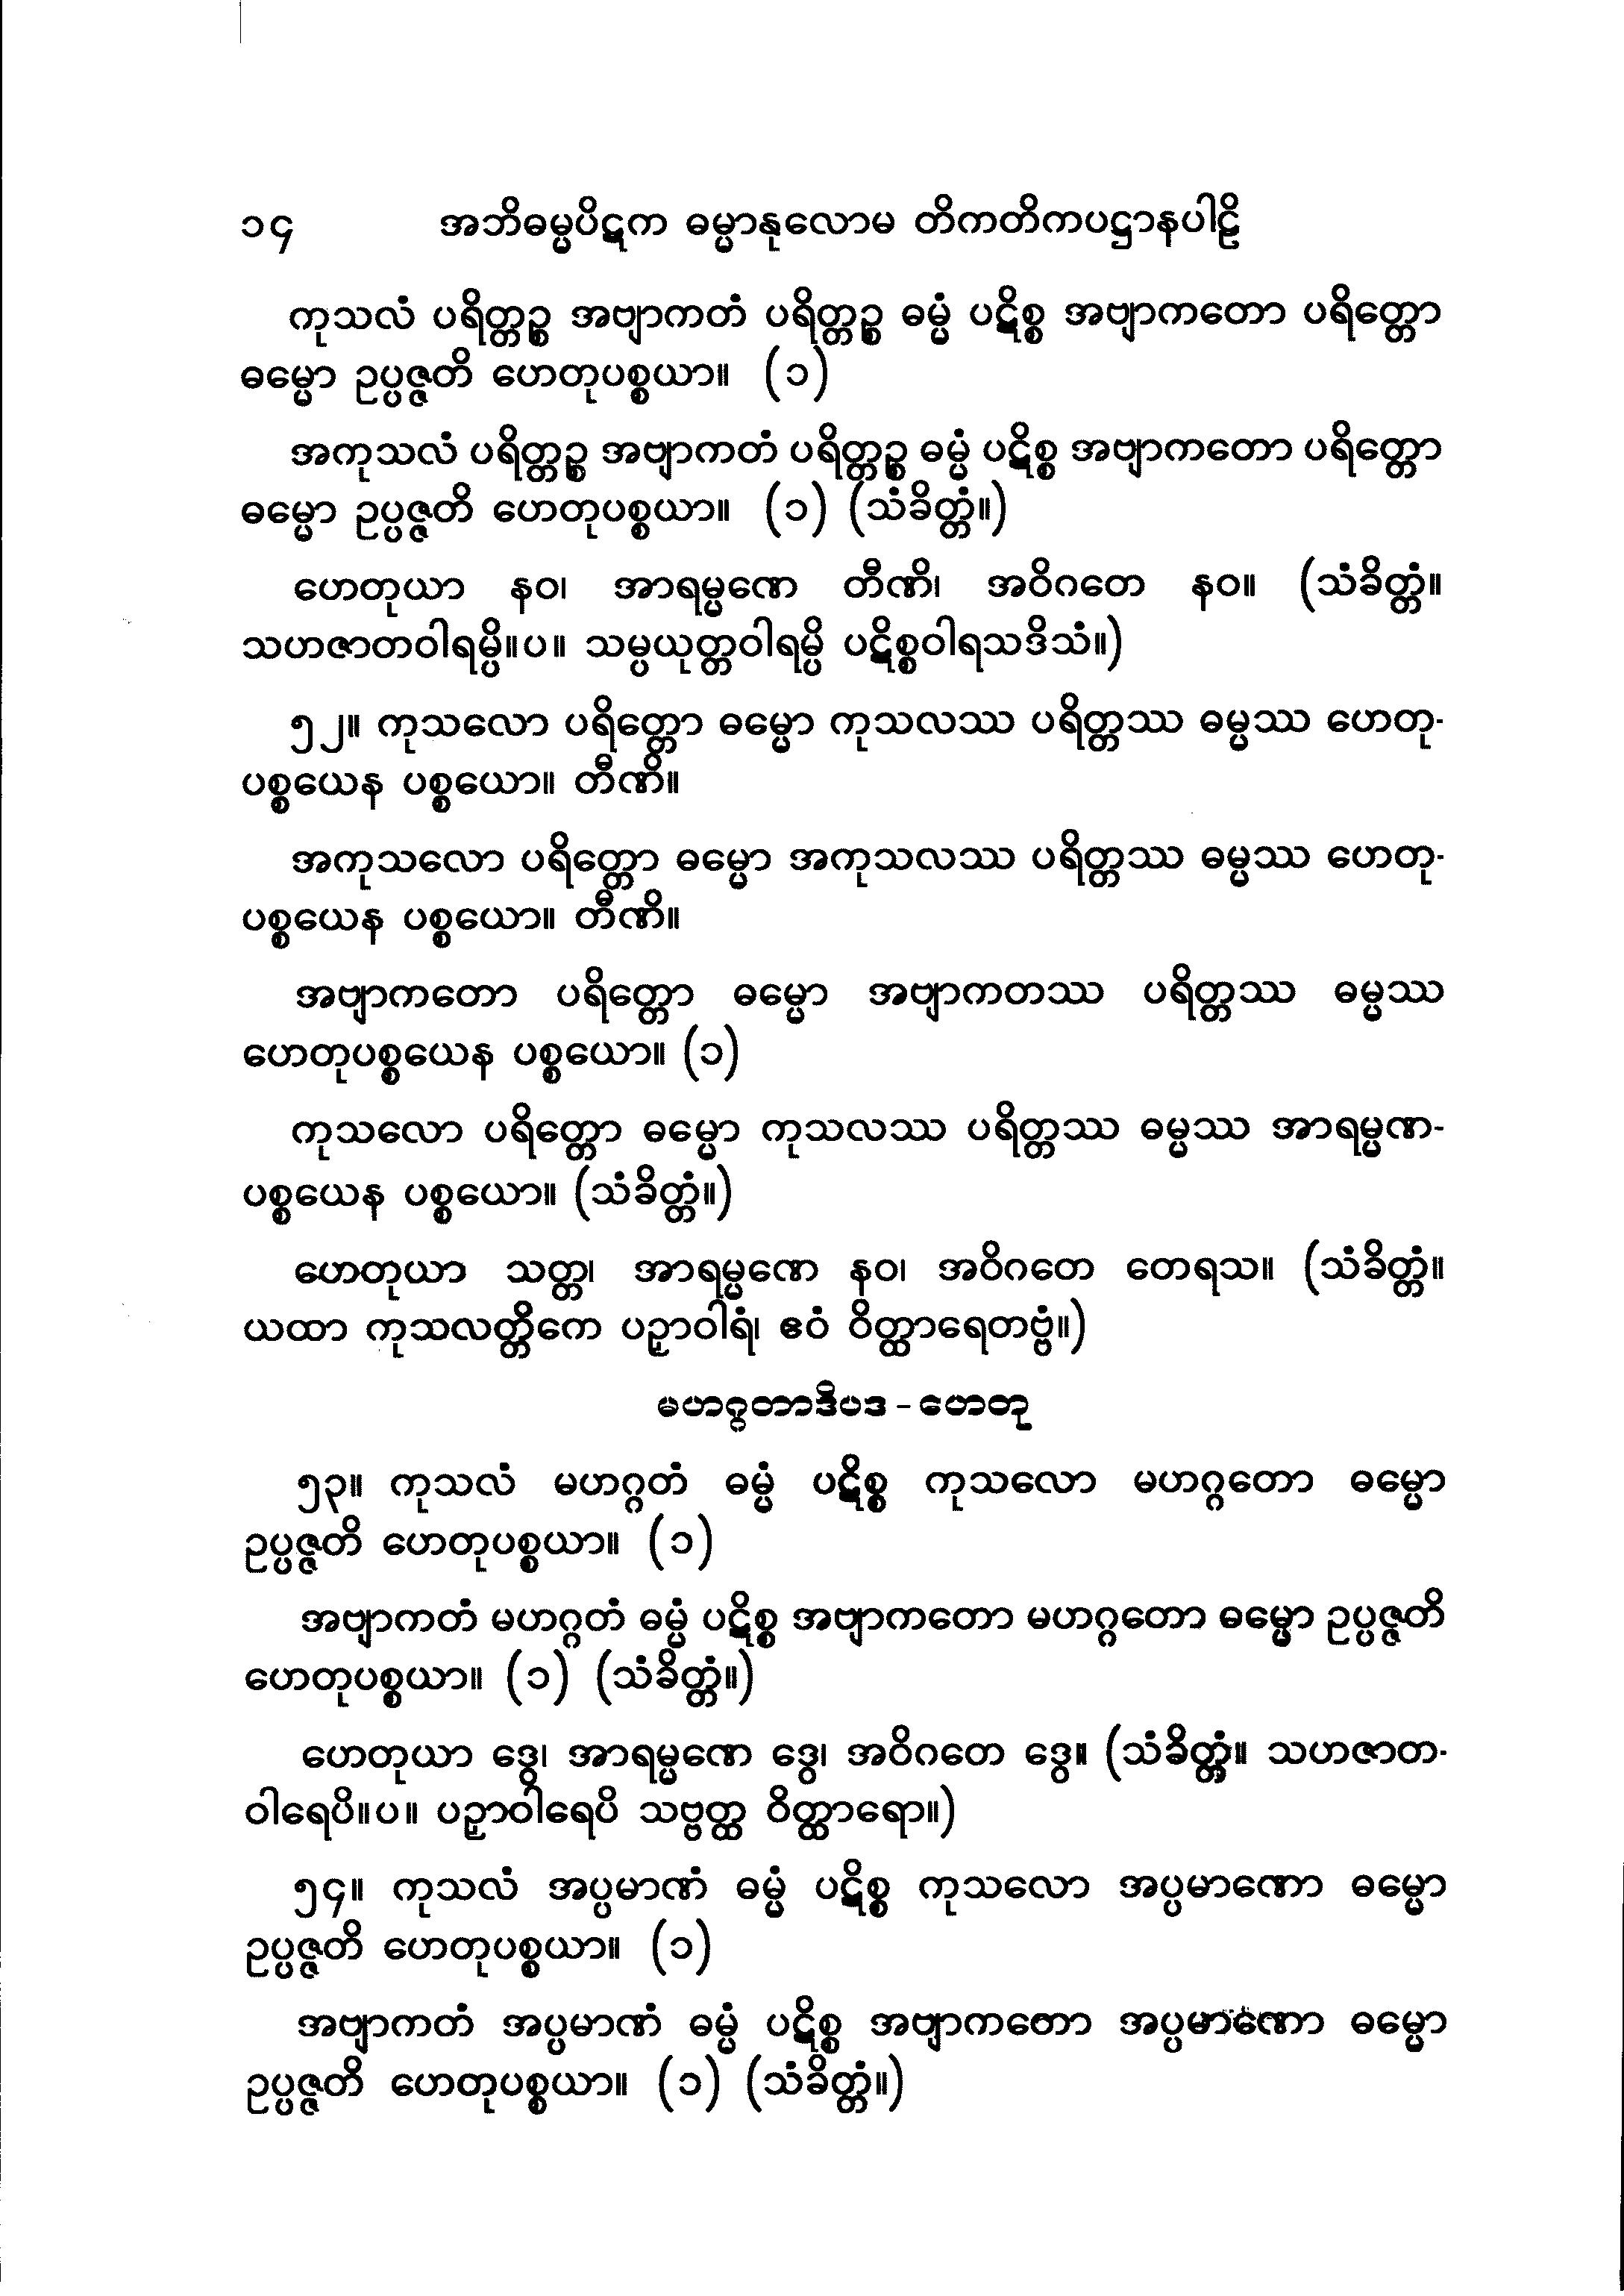 ၁၄ အဘိဓမ္မပိဋက ဓမ္မာနုလောမ တိကတိကပဋ္ဌာနပါဠိ
ကုသလံ ပရိတ္တဉ္စ အဗျာကတံ ပရိတ္တဉ္စ ဓမ္မံ ပဋိစ္စ အဗျာကတော ပရိတ္တော
ဓမ္မော ဥပ္ပဇ္ဇတိ ဟေတုပစ္စယာ။ (၁)
အကုသလံ ပရိတ္တဉ္စ အဗျာကတံ ပရိတ္တဉ္စ ဓမ္မံ ပဋိစ္စ အဗျာကတော ပရိတ္တော
ဓမ္မော ဥပ္ပဇ္ဇတိ ဟေတုပစ္စယာ။ (၁) (သံခိတ္တံ။)
ဟေတုယာ နဝ၊ အာရမ္မဏေ တီဏိ၊ အဝိဂတေ နဝ။ (သံခိတ္တံ။
သဟဇာတဝါရမ္ပိ။ပ။ သမ္ပယုတ္တဝါရမ္ပိ ပဋိစ္စဝါရသဒိသံ။)
၅၂။ ကုသလော ပရိတ္တော ဓမ္မော ကုသလဿ ပရိတ္တဿ ဓမ္မဿ ဟေတု-
ပစ္စယေန ပစ္စယော။ တီဏိ။
အကုသလော ပရိတ္တော ဓမ္မော အကုသလဿ ပရိတ္တဿ ဓမ္မဿ ဟေတု-
ပစ္စယေန ပစ္စယော။ တီဏိ။
အဗျာကတော ပရိတ္တော ဓမ္မော အဗျာကတဿ ပရိတ္တဿ ဓမ္မဿ
ဟေတုပစ္စယေန ပစ္စယော။ (၁)
ကုသလော ပရိတ္တော ဓမ္မော ကုသလဿ ပရိတ္တဿ ဓမ္မဿ အာရမ္မဏ-
ပစ္စယေန ပစ္စယော။ (သံခိတ္တံ။)
ဟေတုယာ သတ္တ၊ အာရမ္မဏေ နဝ၊ အဝိဂတေ တေရသ။ (သံခိတ္တံ။
ယထာ ကုသလတ္တိကေ ပဉှာဝါရံ၊ ဧဝံ ဝိတ္ထာရေတဗ္ဗံ။)
မဟဂ္ဂတာဒိပဒ - ဟေတု
၅၃။ ကုသလံ မဟဂ္ဂတံ ဓမ္မံ ပဋိစ္စ ကုသလော မဟဂ္ဂတော ဓမ္မော
ဥပ္ပဇ္ဇတိ ဟေတုပစ္စယာ။ (၁)
အဗျာကတံ မဟဂ္ဂတံ ဓမ္မံ ပဋိစ္စ အဗျာကတော မဟဂ္ဂတော ဓမ္မော ဥပ္ပဇ္ဇတိ
ဟေတုပစ္စယာ။ (၁) (သံခိတ္တံ။)
ဟေတုယာ ဒွေ၊ အာရမ္မဏေ ဒွေ၊ အဝိဂတေ ဒွေ။ (သံခိတ္တံ။ သဟဇာတ-
ဝါရေပိ။ပ။ ပဉှာဝါရေပိ သဗ္ဗတ္ထ ဝိတ္ထာရော။)
၅၄။ ကုသလံ အပ္ပမာဏံ ဓမ္မံ ပဋိစ္စ ကုသလော အပ္ပမာဏော ဓမ္မော
ဥပ္ပဇ္ဇတိ ဟေတုပစ္စယာ။ (၁)
အဗျာကတံ အပ္ပမာဏံ ဓမ္မံ ပဋိစ္စ အဗျာကတော အပ္ပမာဏော ဓမ္မော
ဥပ္ပဇ္ဇတိ ဟေတုပစ္စယာ။ (၁) (သံခိတ္တံ။)